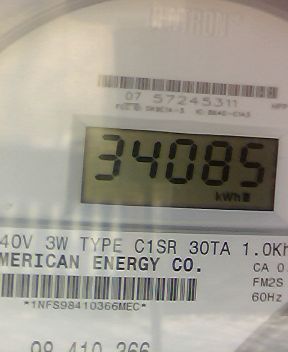 07 57245311
34085
kWh
40V 3W TYPE C1SR 30TA 1.0Kh
MERICAN ENERGY CO.
CA 0.
FM2S
60Hz
*1NFS98410366MEC*
98 410 366